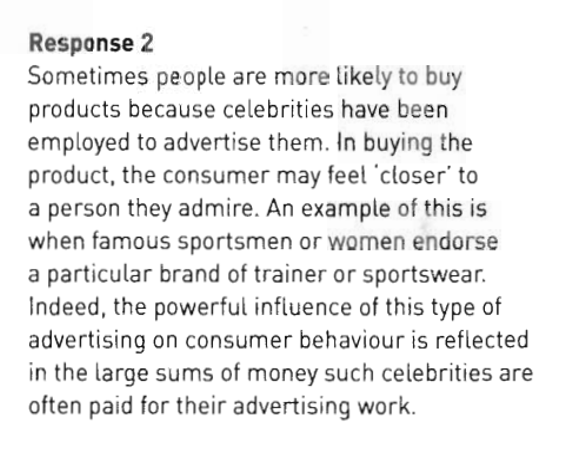 Response 2
Sometimes people are more likely to buy
products because celebrities have been
employed to advertise them. In buying the
product, the consumer may feel ‘closer’ to
a person they admire. An example of this is
when famous sportsmen or women endorse
a particular brand of trainer or sportswear.
Indeed, the powerful influence of this type of
advertising on consumer behaviour is reflected
in the large sums of money such celebrities are
often paid for their advertising work.